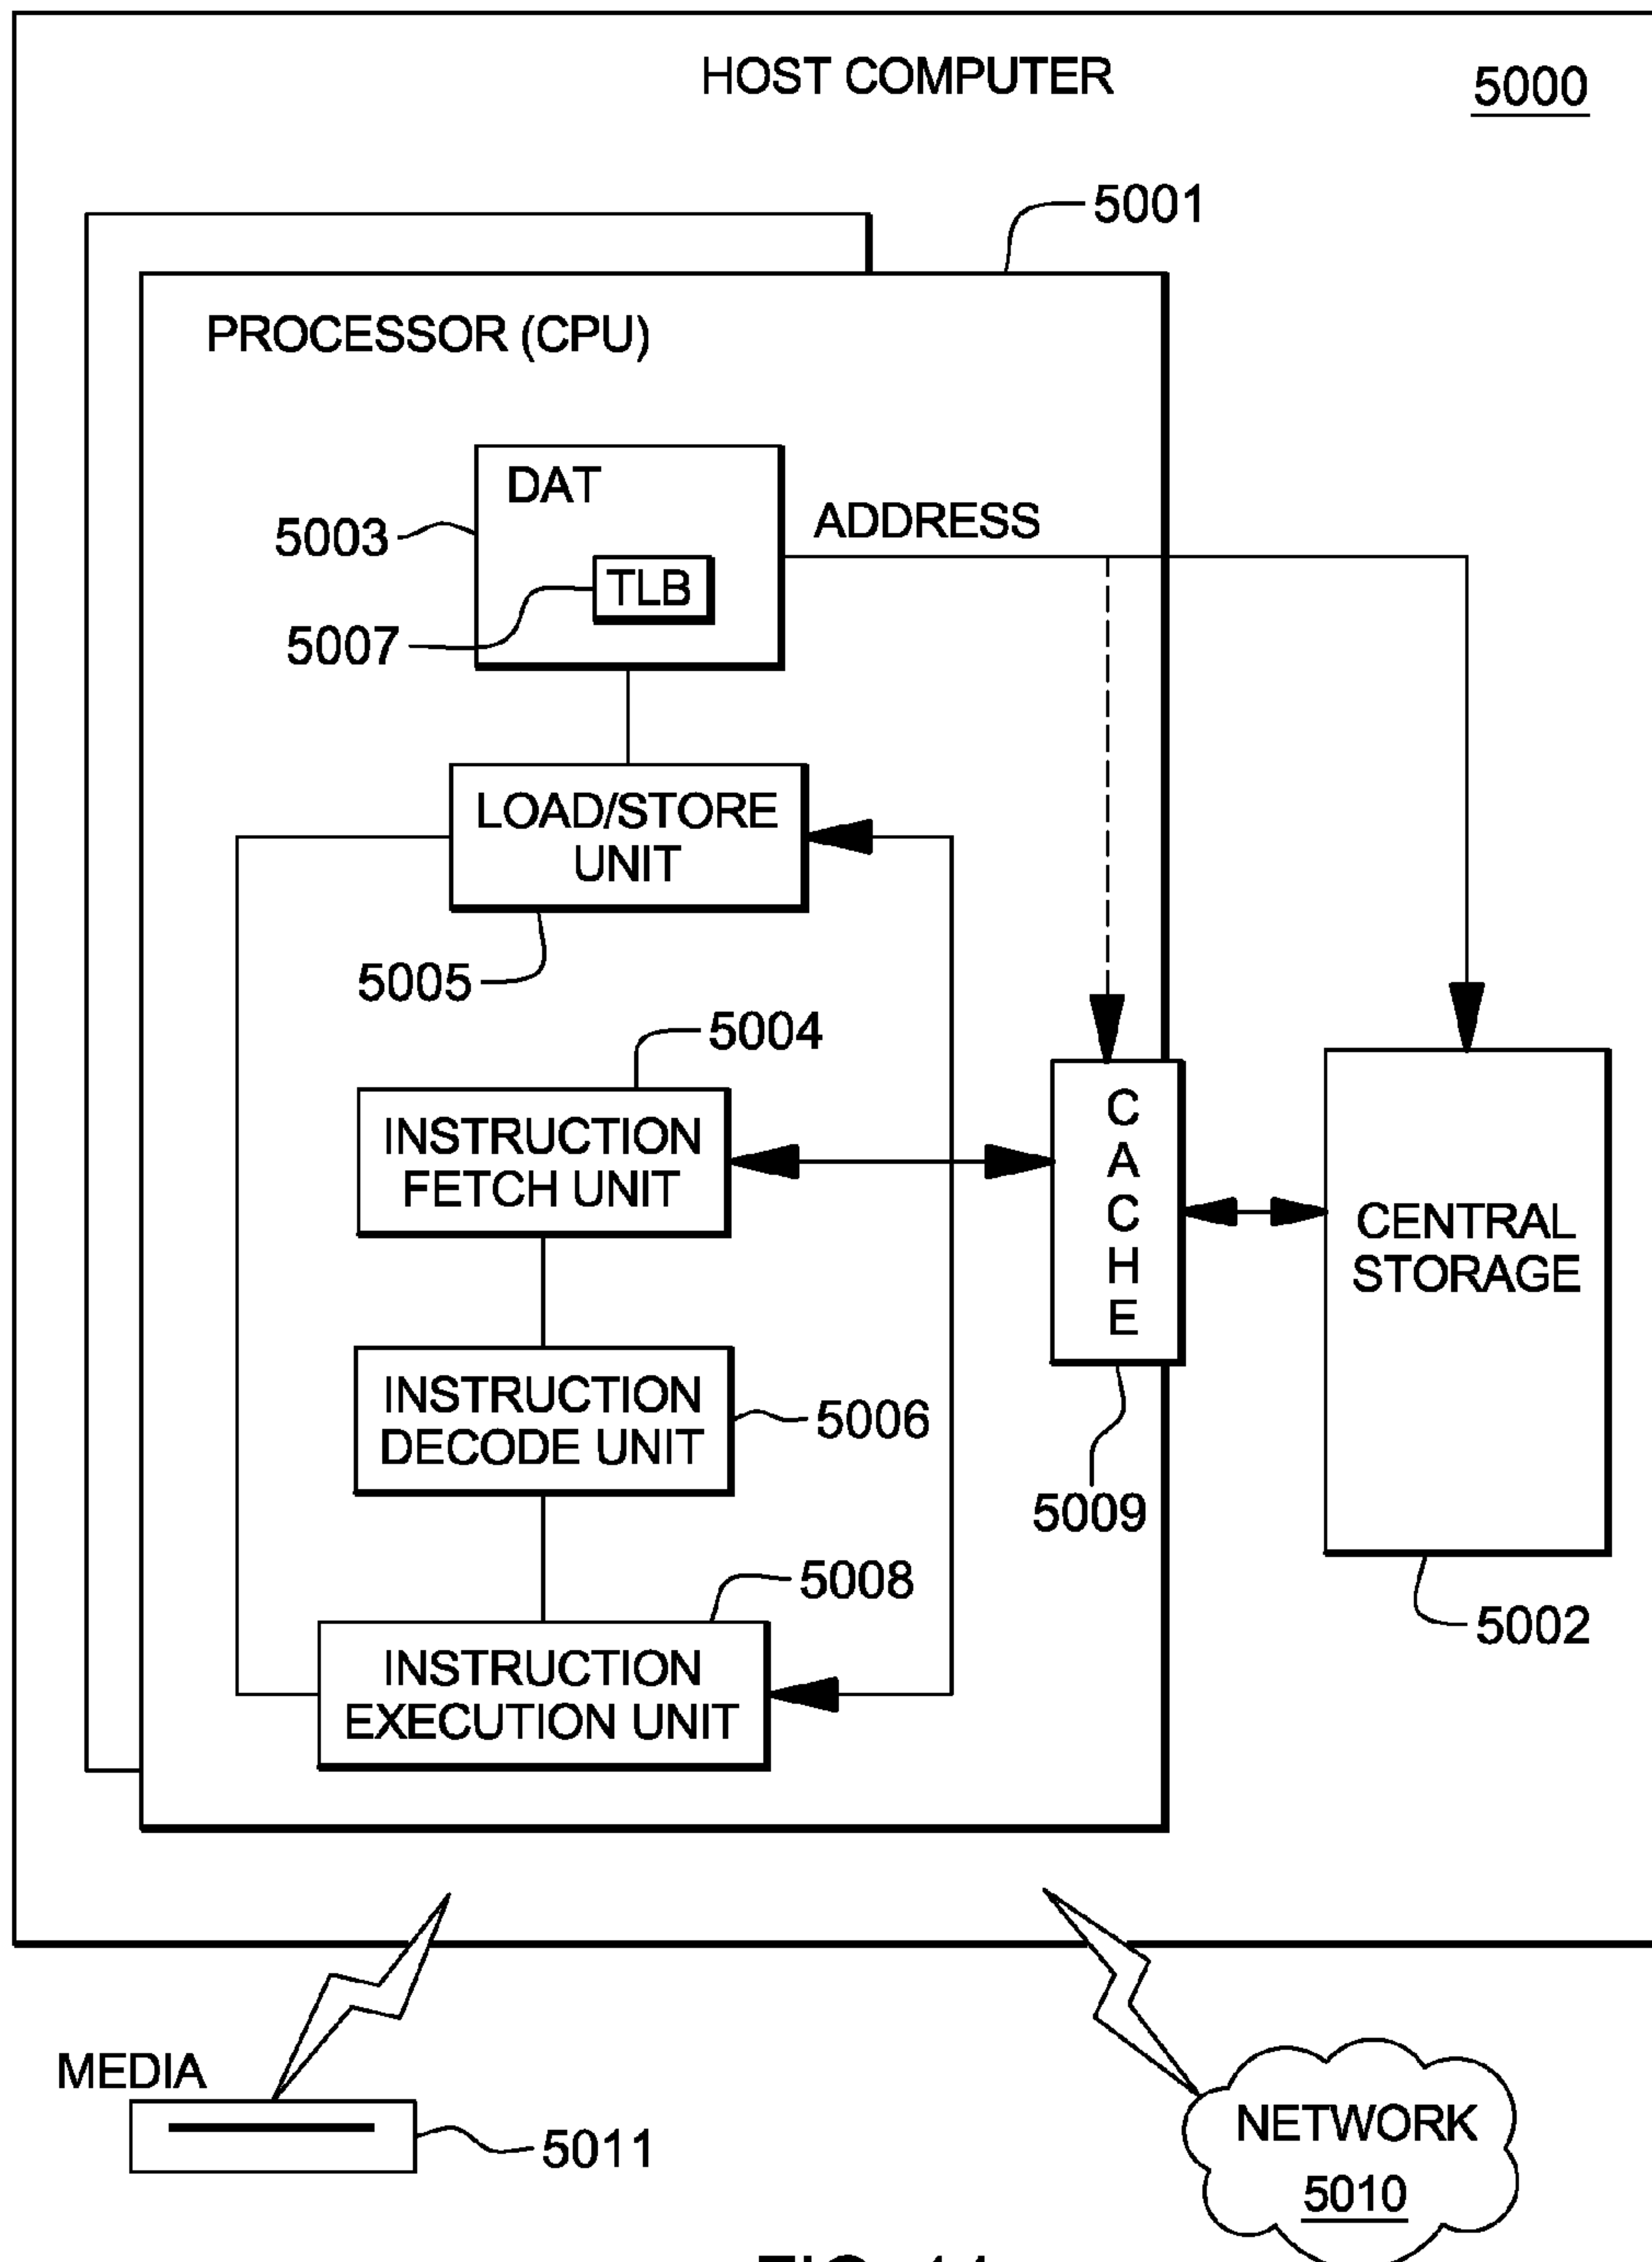 HOST COMPUTER
5000
5001
PROCESSOR (CPU)
DAT
ADDRESS
5003
TLB
5007
LOAD/STORE
UNIT
5005
5004
INSTRUCTION
FETCH UNIT
CACHE
CENTRAL
STORAGE
INSTRUCTION
DECODE UNIT
5006
5009
5008
5002
INSTRUCTION
EXECUTION UNIT
MEDIA
5011
NETWORK
5010